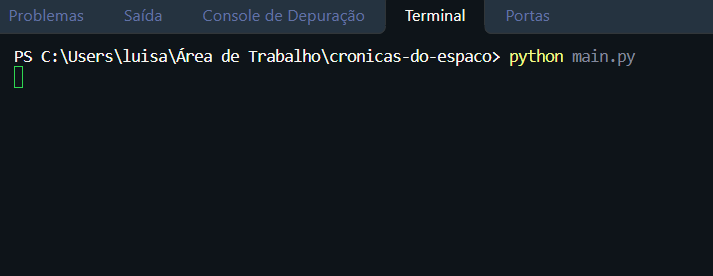 Problemas Saída Console de Depuração Terminal Portas
PS C:\Users\luisa\Área de Trabalho\cronicas-do-espaco> python main.py